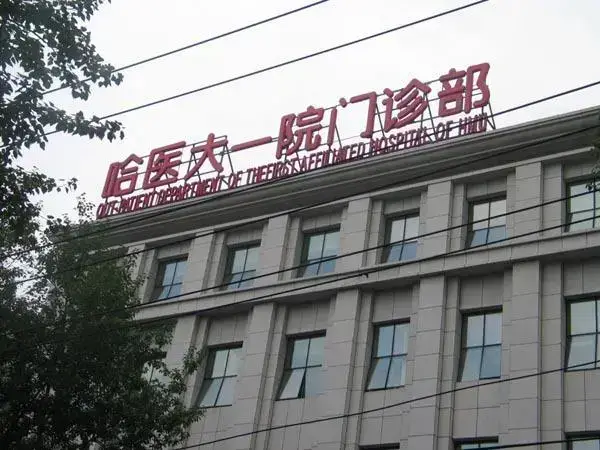 哈医大一院门诊部
OUT-PATIENT DEPARTMENT OF THE FIRST AFFILIATED HOSPITAL OF HMU